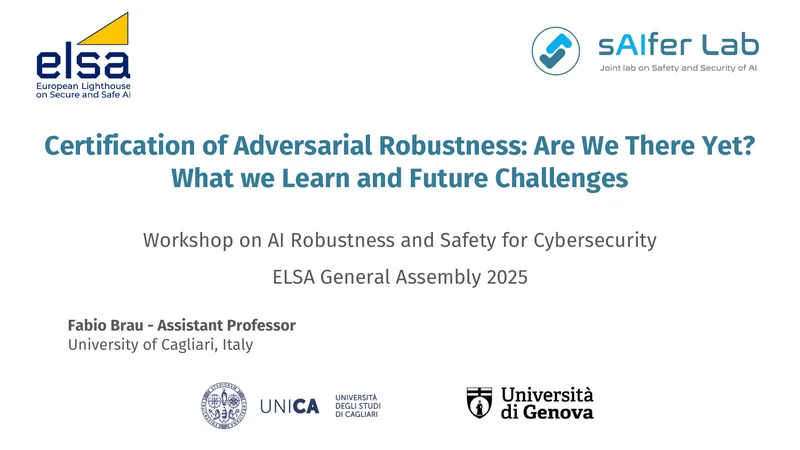 elsa
European Lighthouse
on Secure and Safe AI
sAIfer Lab
Joint lab on Safety and Security of AI
Certification of Adversarial Robustness: Are We There Yet?
What we Learn and Future Challenges
Workshop on AI Robustness and Safety for Cybersecurity
ELSA General Assembly 2025
Fabio Brau - Assistant Professor
University of Cagliari, Italy
UNICA
UNIVERSITÀ
DEGLI STUDI
DI CAGLIARI
Università
di Genova